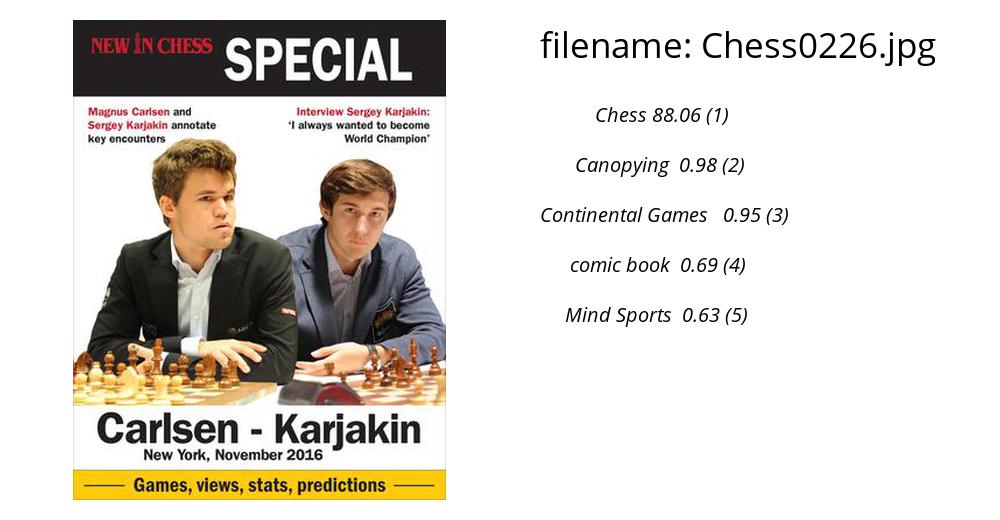 NEW IN CHESS SPECIAL
Magnus Carlsen and
Sergey Karjakin annotate
key encounters
Interview Sergey Karjakin:
‘I always wanted to become
World Champion’
Carlsen - Karjakin
New York, November 2016
Games, views, stats, predictions
filename: Chess0226.jpg
Chess 88.06 (1)
Canopying 0.98 (2)
Continental Games 0.95 (3)
comic book 0.69 (4)
Mind Sports 0.63 (5)